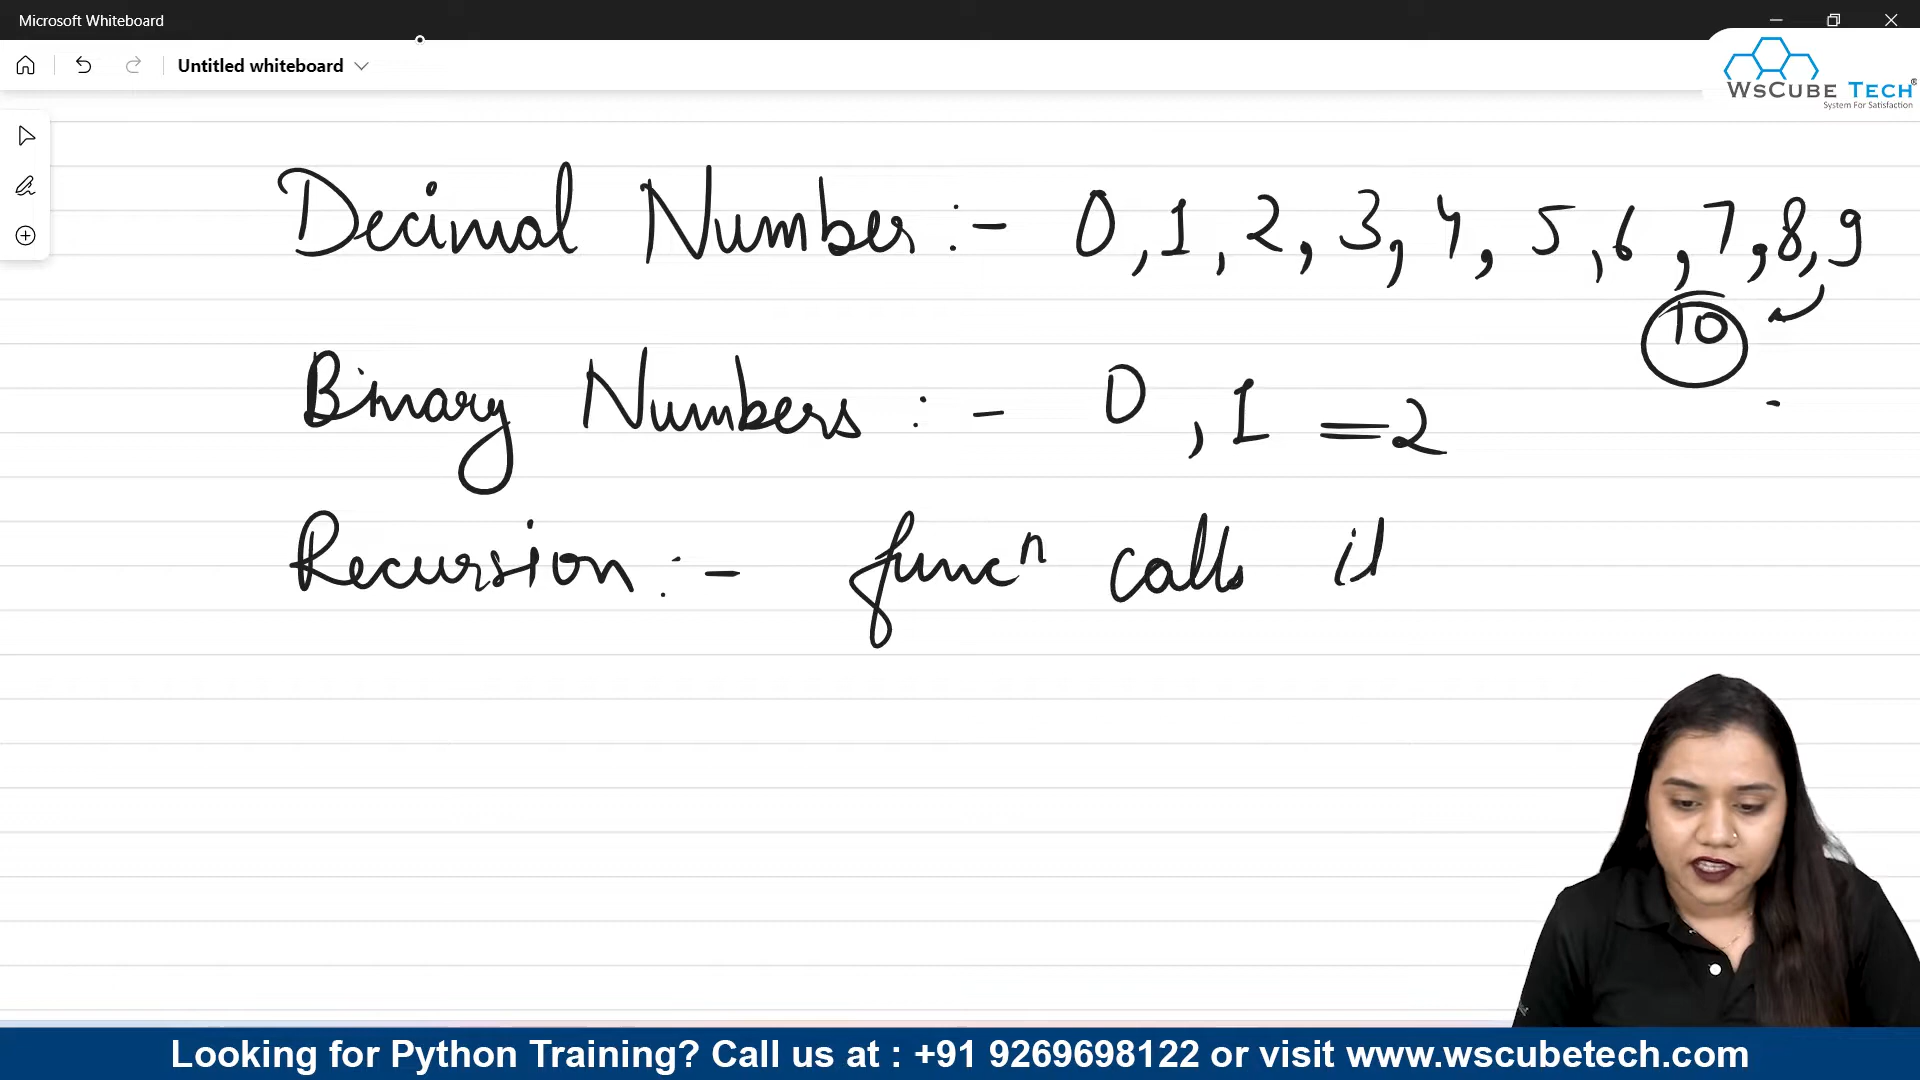 Microsoft Whiteboard
Untitled whiteboard
WsCube Tech®
System For Satisfaction
Decimal Number :- 0, 1, 2, 3, 4, 5, 6, 7, 8, 9
10
Binary Numbers :- 0, 1 = 2
Recursion :- funcⁿ calls it
Looking for Python Training? Call us at : +91 9269698122 or visit www.wscubetech.com